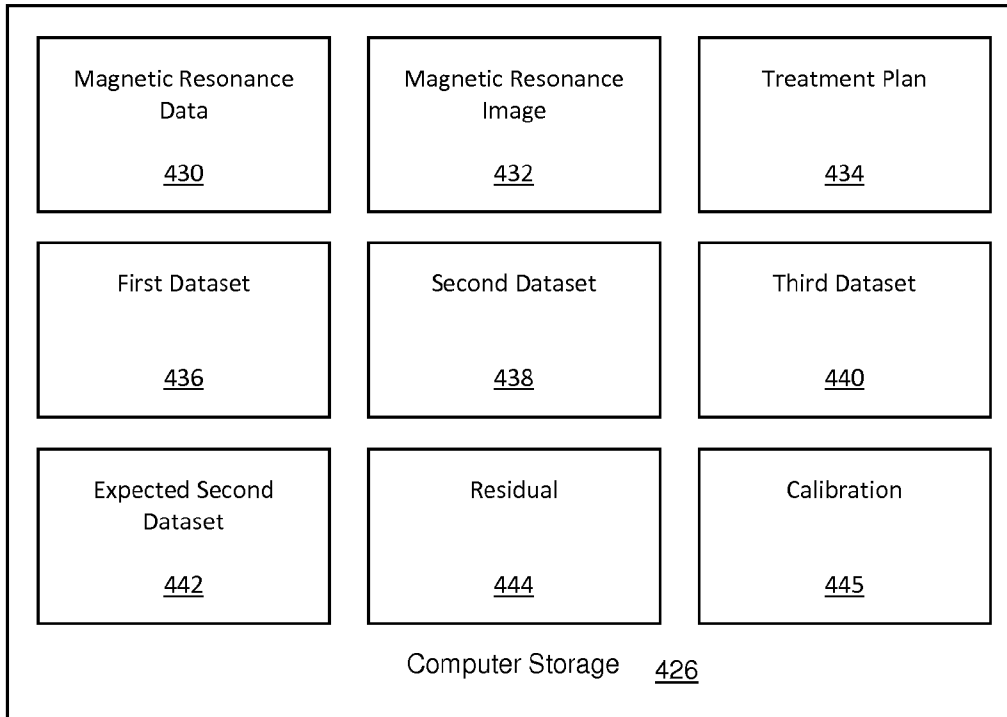 Magnetic Resonance
Data
430
Magnetic Resonance
Image
432
Treatment Plan
434
First Dataset
436
Second Dataset
438
Third Dataset
440
Expected Second
Dataset
442
Residual
444
Calibration
445
Computer Storage 426